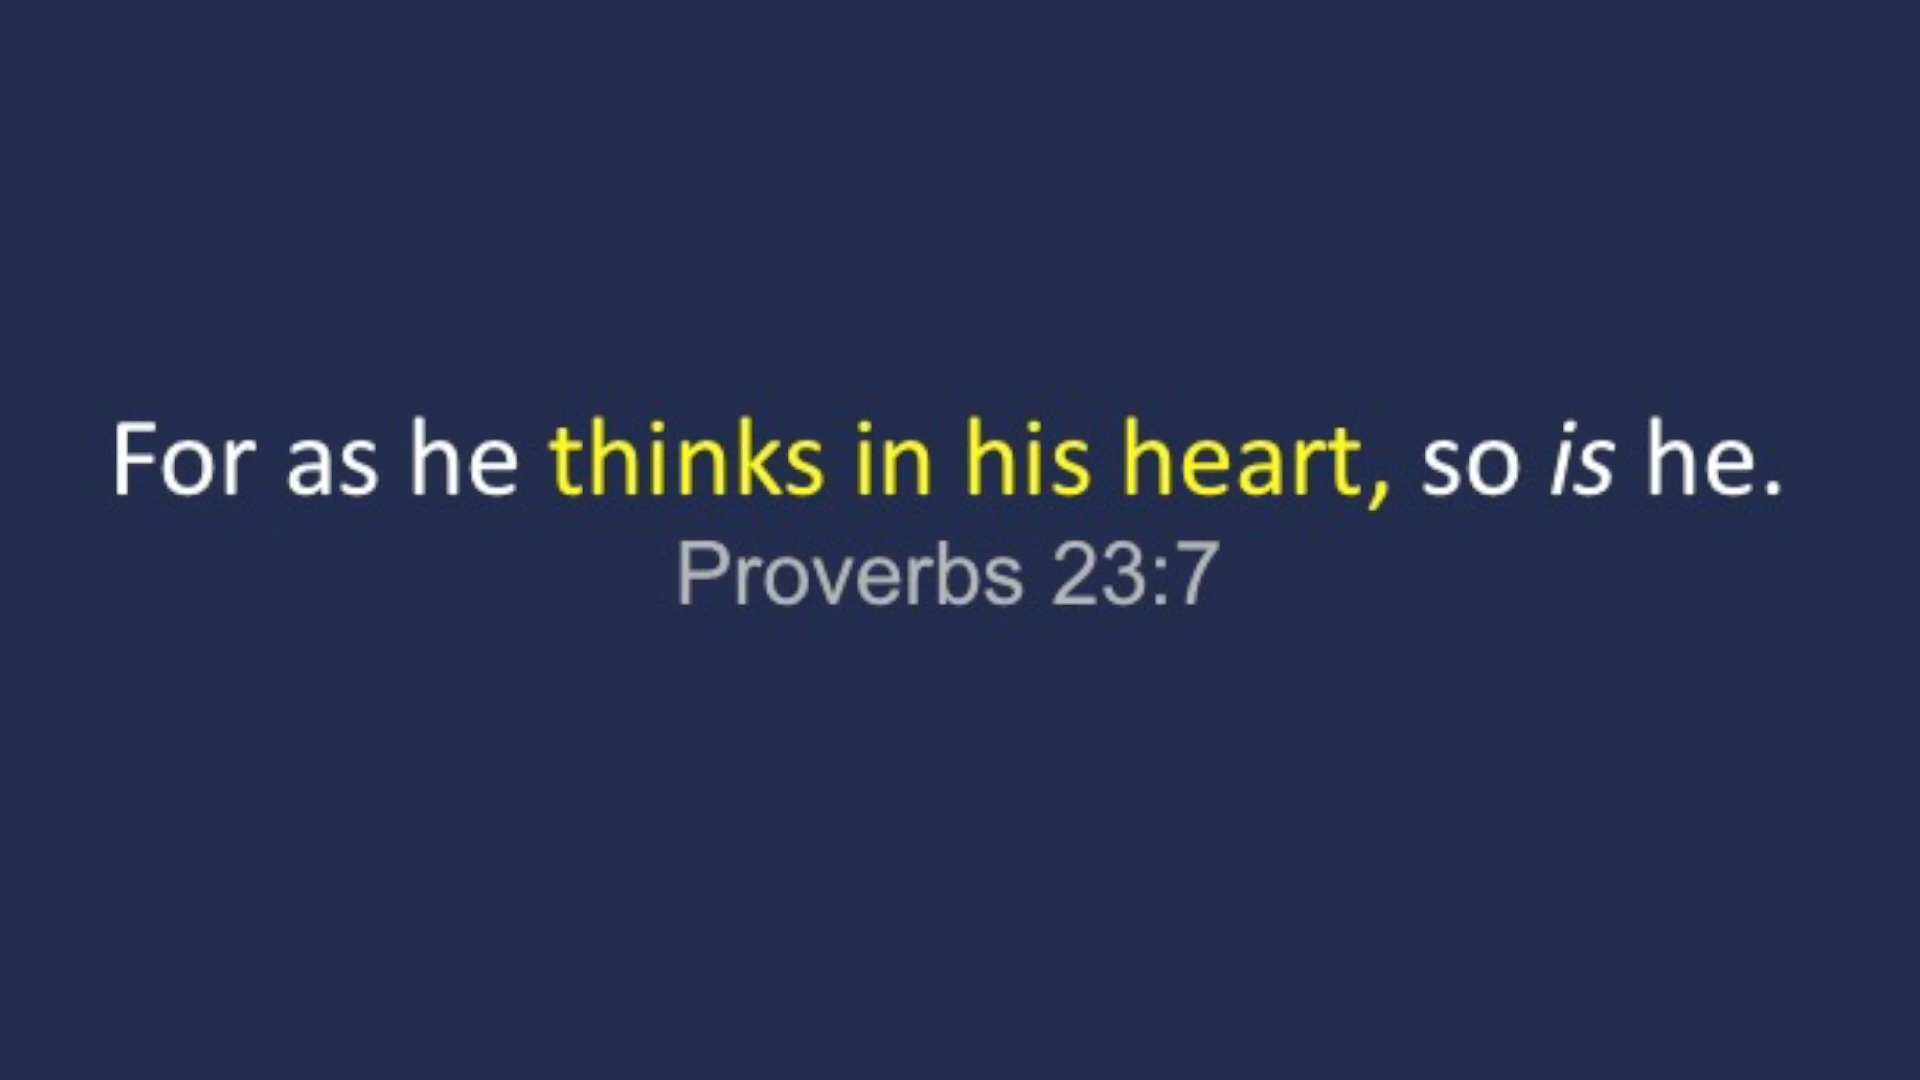 For as he thinks in his heart, so is he.
Proverbs 23:7